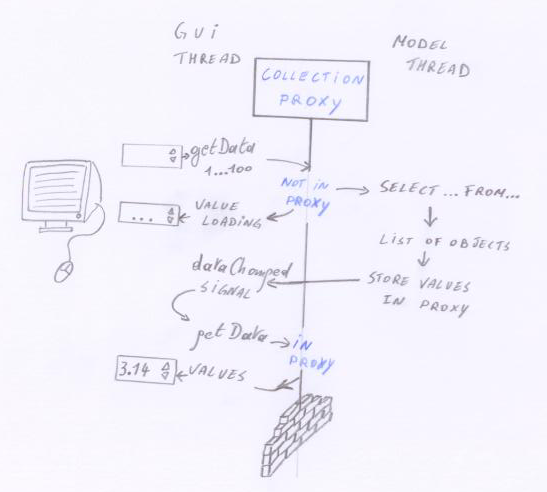 GUi
THREAD
MODEL
THREAD
COLLECTION
PROXY
getData
1...100
NOT IN
PROXY
SELECT ... FROM...
...
VALUE
LOADING
LIST OF OBJECTS
dataChanged
SIGNAL
STORE VALUES
IN PROXY
getData
iN
PROXY
3.14
VALUES